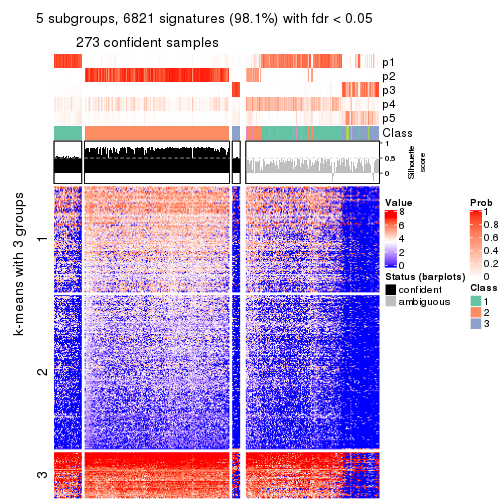 5 subgroups, 6821 signatures (98.1%) with fdr < 0.05
273 confident samples
p1
p2
p3
p4
p5
Class
1
0.5
0
Silhouette
score
k-means with 3 groups
1
2
3
Value
8
6
4
2
0
Status (barplots)
confident
ambiguous
Prob
1
0.8
0.6
0.4
0.2
0
Class
1
2
3